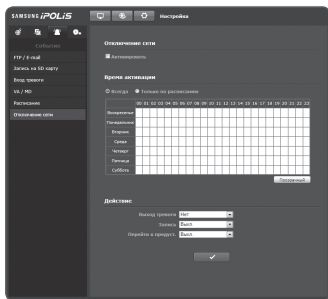 SAMSUNG iPOLiS
Настройка
События
FTP / E-mail
Запись на SD карту
Вход тревоги
VA / MD
Расписание
Отключение сети
Отключение сети
Активировать
Время активации
Всегда Только по расписанию
00 01 02 03 04 05 06 07 08 09 10 11 12 13 14 15 16 17 18 19 20 21 22 23
Воскресенье
Понедельник
Вторник
Среда
Четверг
Пятница
Суббота
Прозрачный
Действие
Выход тревоги Нет
Запись Выкл
Перейти к предуст. Выкл